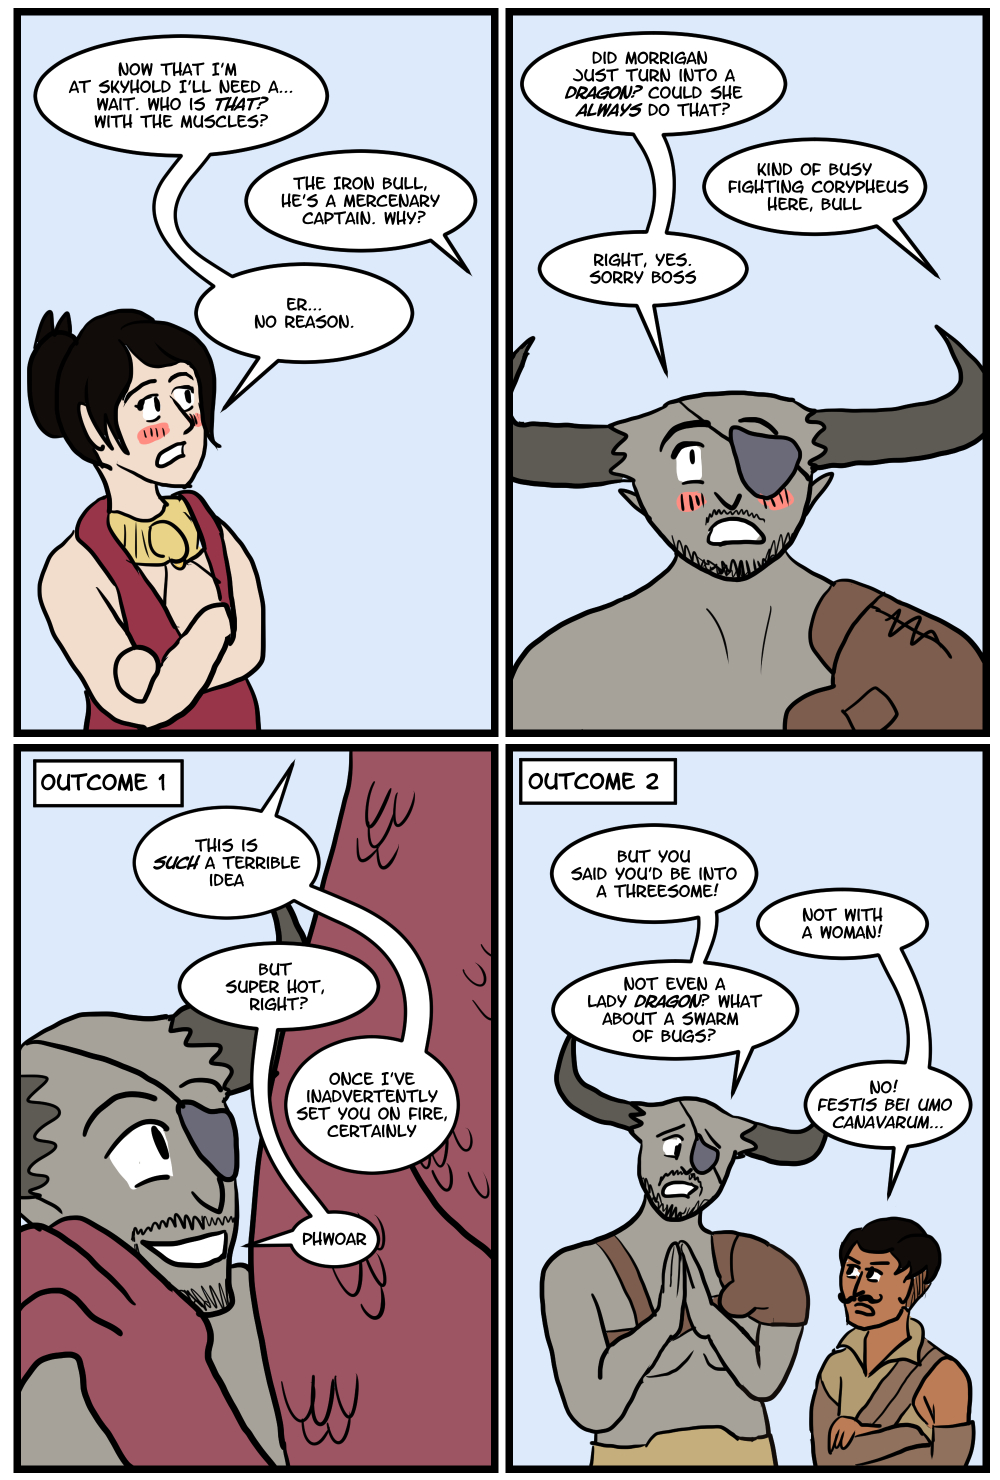 NOW THAT I'M
AT SKYHOLD I'LL NEED A...
WAIT. WHO IS THAT?
WITH THE MUSCLES?
THE IRON BULL,
HE'S A MERCENARY
CAPTAIN. WHY?
ER...
NO REASON.
DID MORRIGAN
JUST TURN INTO A
DRAGON? COULD SHE
ALWAYS DO THAT?
KIND OF BUSY
FIGHTING CORYPHEUS
HERE, BULL
RIGHT, YES.
SORRY BOSS
OUTCOME 1
THIS IS
SUCH A TERRIBLE
IDEA
BUT
SUPER HOT,
RIGHT?
ONCE I'VE
INADVERTENTLY
SET YOU ON FIRE,
CERTAINLY
PHWOAR
OUTCOME 2
BUT YOU
SAID YOU'D BE INTO
A THREESOME!
NOT WITH
A WOMAN!
NOT EVEN A
LADY DRAGON? WHAT
ABOUT A SWARM
OF BUGS?
NO!
FESTIS BEI UMO
CANAVARUM...